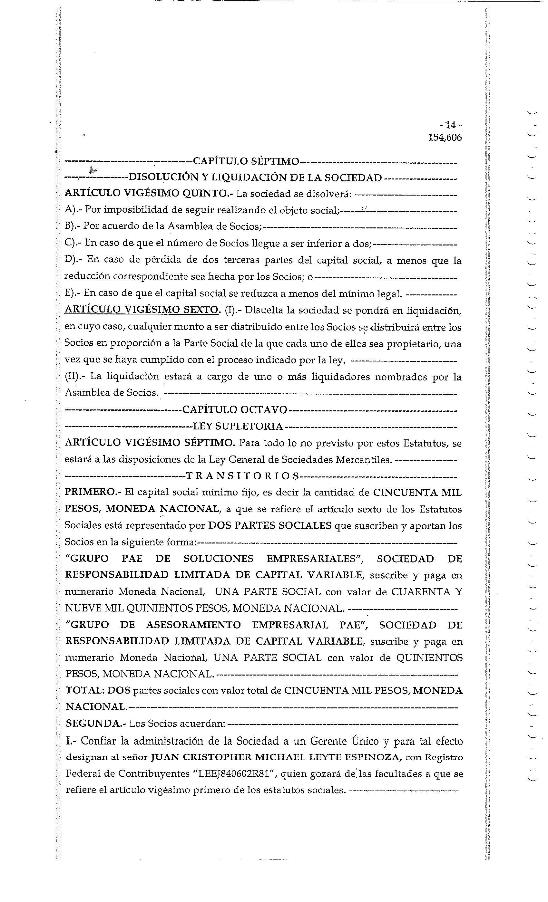 - 14 -
154,606
--------------------------------CAPÍTULO SÉPTIMO---------------------------------------
----------------DISOLUCIÓN Y LIQUIDACIÓN DE LA SOCIEDAD ------------------
ARTÍCULO VIGÉSIMO QUINTO.- La sociedad se disolverá: -------------------------
A).- Por imposibilidad de seguir realizando el objeto social;-----------------------------
B).- Por acuerdo de la Asamblea de Socios;------------------------------------------------
C).- En caso de que el número de Socios llegue a ser inferior a dos;---------------------
D).- En caso de pérdida de dos terceras partes del capital social, a menos que la
reducción correspondiente sea hecha por los Socios; o -----------------------------------
E).- En caso de que el capital social se reduzca a menos del mínimo legal. -------------
ARTÍCULO VIGÉSIMO SEXTO. (I).- Disuelta la sociedad se pondrá en liquidación,
en cuyo caso, cualquier monto a ser distribuido entre los Socios se distribuirá entre los
Socios en proporción a la Parte Social de la que cada uno de ellos sea propietario, una
vez que se haya cumplido con el proceso indicado por la ley. --------------------------
(II).- La liquidación estará a cargo de uno o más liquidadores nombrados por la
Asamblea de Socios. -------------------------------------------------------------------------
-----------------------------CAPÍTULO OCTAVO------------------------------------------
--------------------------------LEY SUPLETORIA -------------------------------------------
ARTÍCULO VIGÉSIMO SÉPTIMO. Para todo lo no previsto por estos Estatutos, se
estará a las disposiciones de la Ley General de Sociedades Mercantiles. ---------------
------------------------------T R A N S I T O R I O S---------------------------------------
PRIMERO.- El capital social mínimo fijo, es decir la cantidad de CINCUENTA MIL
PESOS, MONEDA NACIONAL, a que se refiere el artículo sexto de los Estatutos
Sociales está representado por DOS PARTES SOCIALES que suscriben y aportan los
Socios en la siguiente forma:----------------------------------------------------------------
"GRUPO PAE DE SOLUCIONES EMPRESARIALES", SOCIEDAD DE
RESPONSABILIDAD LIMITADA DE CAPITAL VARIABLE, suscribe y paga en
numerario Moneda Nacional, UNA PARTE SOCIAL con valor de CUARENTA Y
NUEVE MIL QUINIENTOS PESOS, MONEDA NACIONAL. ---------------------------
"GRUPO DE ASESORAMIENTO EMPRESARIAL PAE", SOCIEDAD DE
RESPONSABILIDAD LIMITADA DE CAPITAL VARIABLE, suscribe y paga en
numerario Moneda Nacional, UNA PARTE SOCIAL con valor de QUINIENTOS
PESOS, MONEDA NACIONAL. ------------------------------------------------------------
TOTAL: DOS partes sociales con valor total de CINCUENTA MIL PESOS, MONEDA
NACIONAL.----------------------------------------------------------------------------------
SEGUNDA.- Los Socios acuerdan: ---------------------------------------------------------
I.- Confiar la administración de la Sociedad a un Gerente Único y para tal efecto
designan al señor JUAN CRISTOPHER MICHAEL LEYTE ESPINOZA, con Registro
Federal de Contribuyentes "LEEJ840602R81", quien gozará de las facultades a que se
refiere el artículo vigésimo primero de los estatutos sociales. ---------------------------